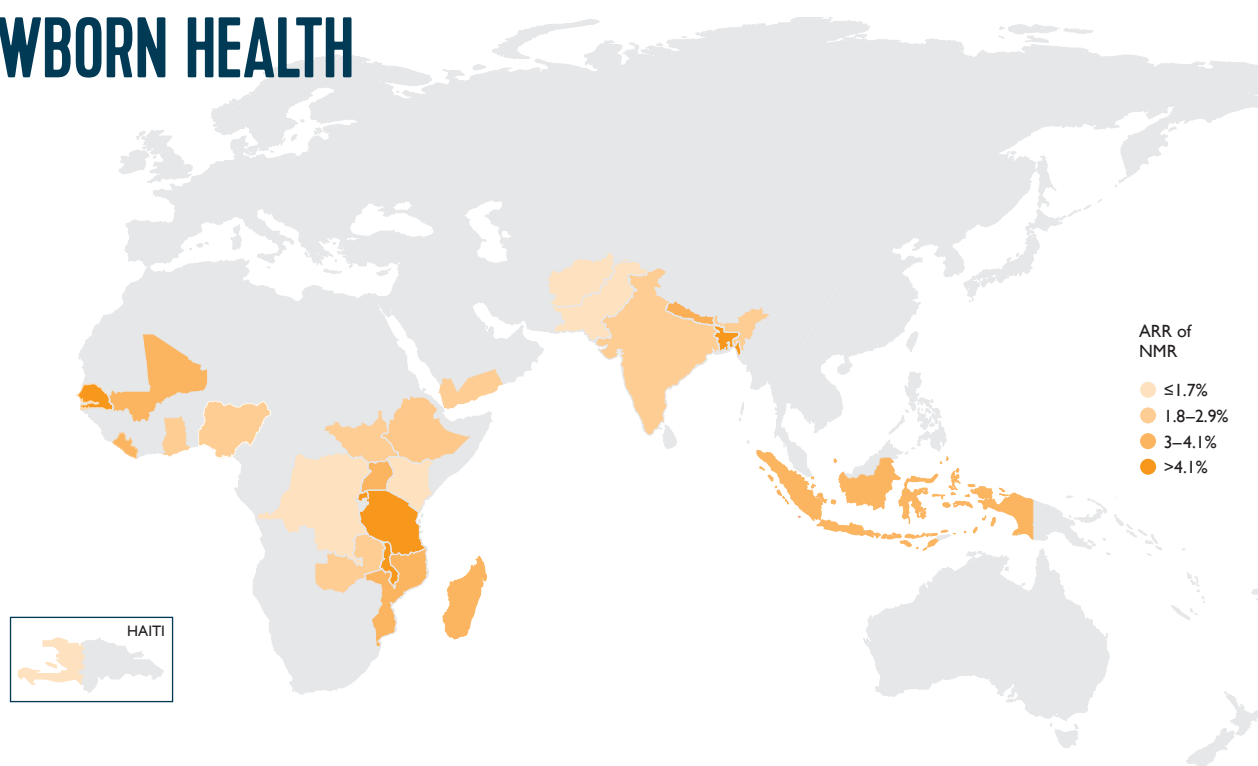 WBORN HEALTH
ARR of
NMR
≤1.7%
1.8–2.9%
3–4.1%
>4.1%
HAITI